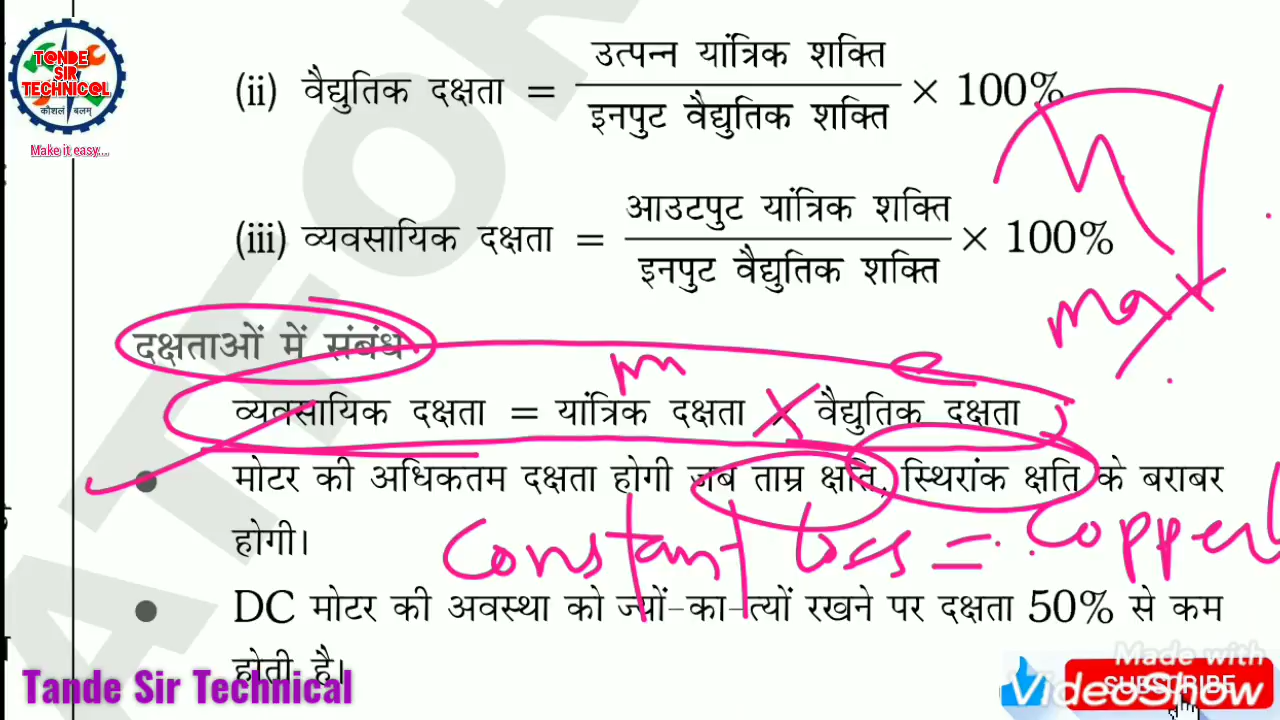 TANDE
SIR
TECHNICAL
कौशलं बलम्
Make it easy...
(ii) वैद्युतिक दक्षता = उत्पन्न यांत्रिक शक्ति / इनपुट वैद्युतिक शक्ति × 100%
(iii) व्यवसायिक दक्षता = आउटपुट यांत्रिक शक्ति / इनपुट वैद्युतिक शक्ति × 100%
max
दक्षताओं में संबंध
m e
व्यवसायिक दक्षता = यांत्रिक दक्षता × वैद्युतिक दक्षता
● मोटर की अधिकतम दक्षता होगी जब ताम्र क्षति, स्थिरांक क्षति के बराबर
होगी।
Constant loss = Copper
● DC मोटर की अवस्था को ज्यों-का-त्यों रखने पर दक्षता 50% से कम
होती है।
Tande Sir Technical
Made with
VideoShow
SUBSCRIBE